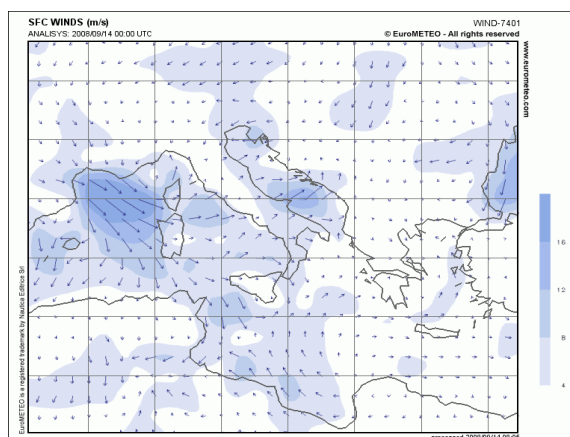 SFC WINDS (m/s)
WIND-7401
ANALISYS: 2008/09/14 00:00 UTC
© EuroMETEO - All rights reserved
www.eurometeo.com
16
12
8
4
EuroMETEO is a registered trademark by Nautica Editrice Srl